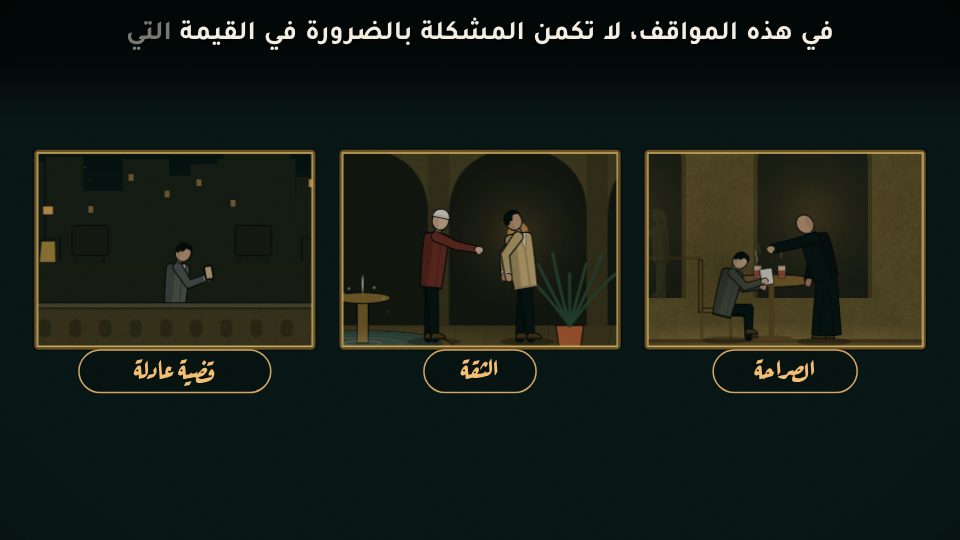 في هذه المواقف، لا تكمن المشكلة بالضرورة في القيمة التي
الصراحة
الثقة
قضية عادلة